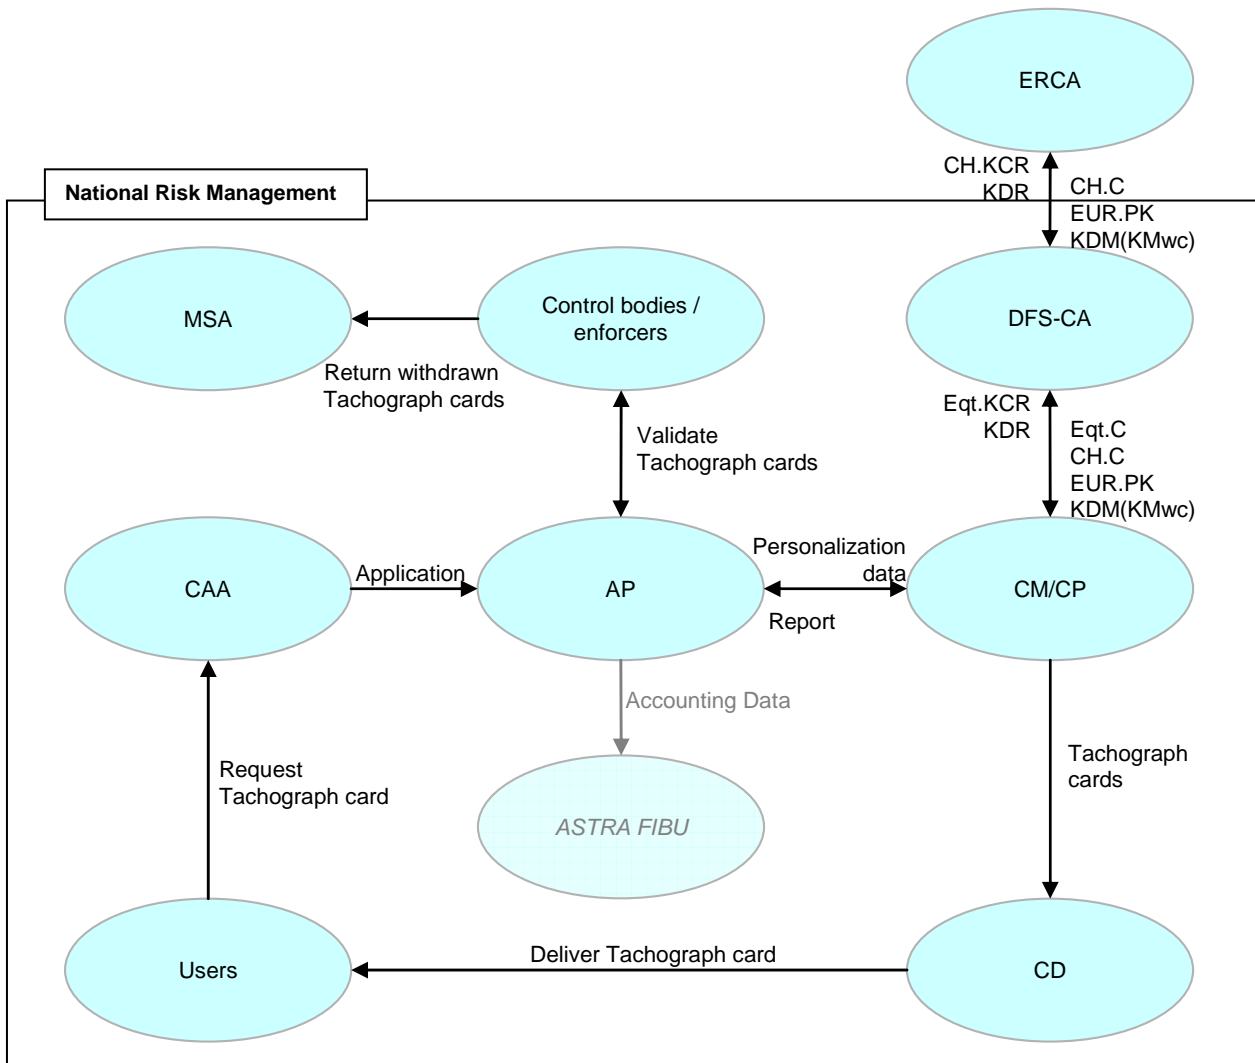 ERCA
CH.KCR
KDR
CH.C
EUR.PK
KDM(KMwc)
National Risk Management
MSA
Control bodies /
enforcers
DFS-CA
Return withdrawn
Tachograph cards
Eqt.KCR
KDR
Validate
Tachograph cards
Eqt.C
CH.C
EUR.PK
KDM(KMwc)
CAA
Application
AP
Personalization
data
Report
CM/CP
Accounting Data
Request
Tachograph card
ASTRA FIBU
Tachograph
cards
Users
Deliver Tachograph card
CD